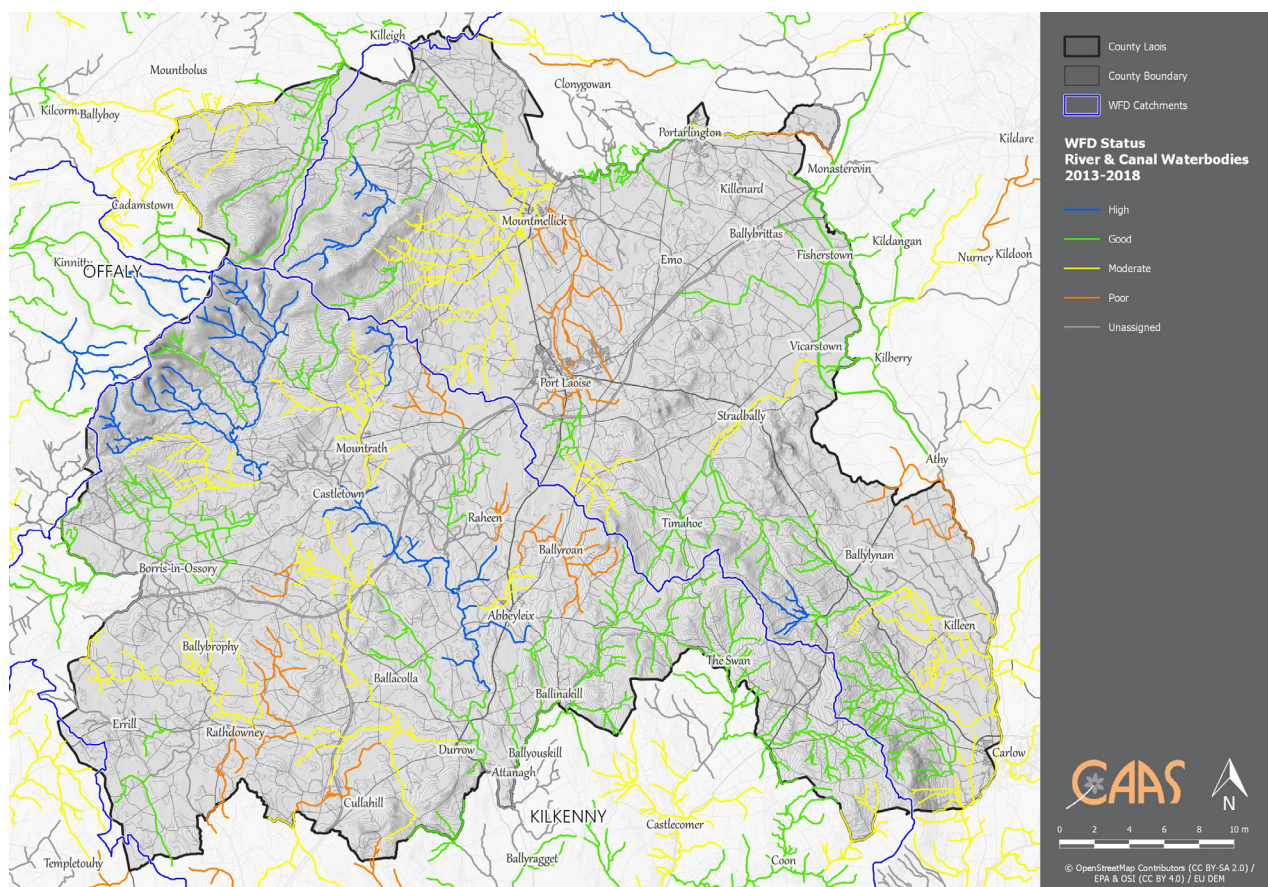 Killeigh
Mountbolus
Clonygowan
Kilcorm
Ballyboy
Portarlington
Kildare
Monasterevin
Killenard
Cadamstown
Mountmellick
Ballybrittas
Kildangan
Fisherstown
Nurney
Kildoon
Emo
Kinnitty
OFFALY
Vicarstown
Kilberry
Port Laoise
Stradbally
Mountrath
Athy
Castletown
Raheen
Timahoe
Ballyroan
Ballylynan
Borris-in-Ossory
Abbeyleix
Killeen
Ballybrophy
The Swan
Ballacolla
Ballinakill
Errill
Rathdowney
Durrow
Ballyouskill
Attanagh
Carlow
Cullahill
KILKENNY
Castlecomer
Templetouhy
Ballyragget
Coon
County Laois
County Boundary
WFD Catchments
WFD Status
River & Canal Waterbodies
2013-2018
High
Good
Moderate
Poor
Unassigned
CAAS
N
0 2 4 6 8 10 m
© OpenStreetMap Contributors (CC BY-SA 2.0) /
EPA & OSI (CC BY 4.0) / EU DEM